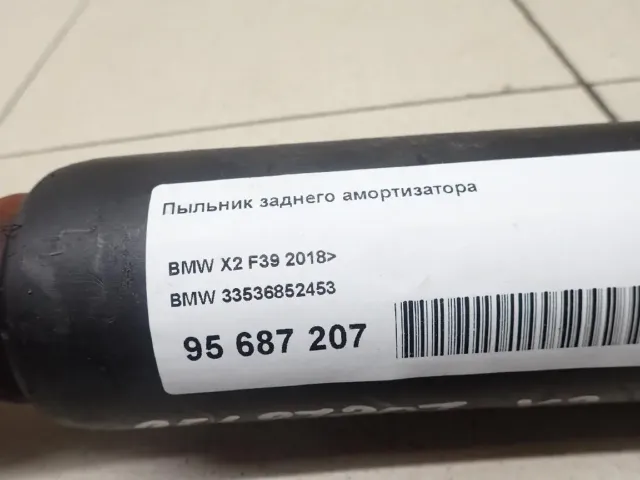 Пыльник заднего амортизатора
BMW X2 F39 2018>
BMW 33536852453
95 687 207